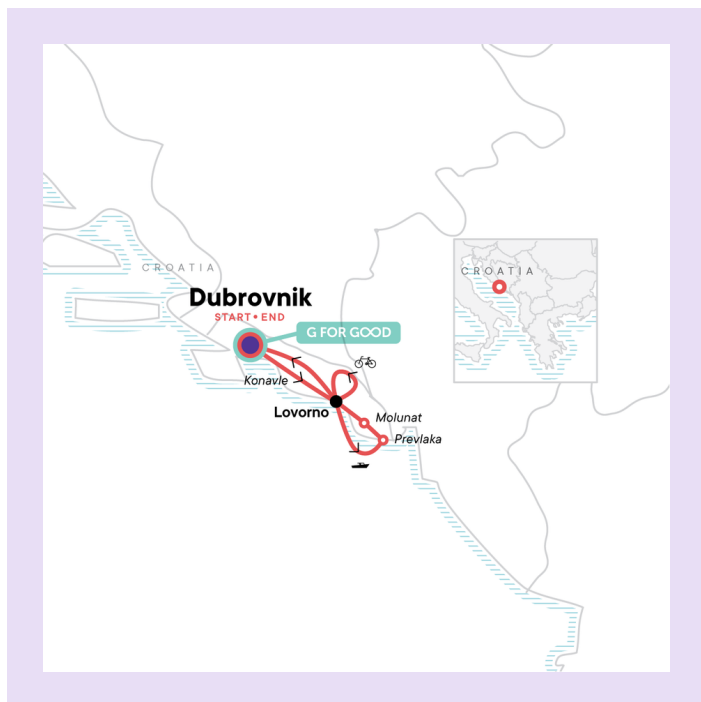 CROATIA
Dubrovnik
START • END
G FOR GOOD
Konavle
Lovorno
Molunat
Prevlaka
CROATIA